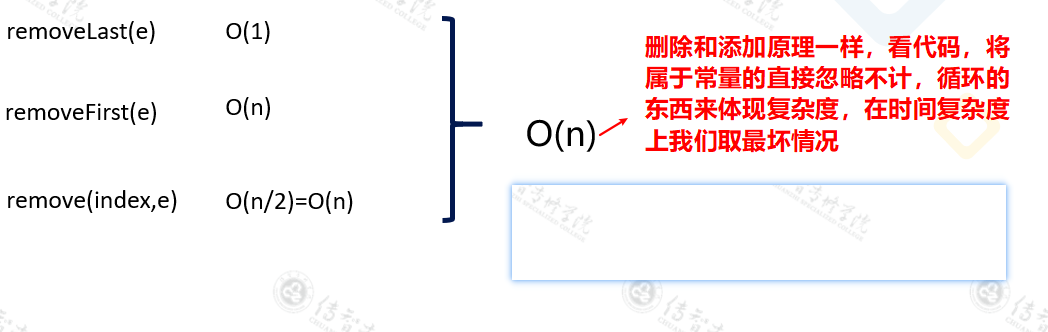 removeLast(e) O(1)
删除和添加原理一样，看代码，将
属于常量的直接忽略不计，循环的
东西来体现复杂度，在时间复杂度
上我们取最坏情况
removeFirst(e) O(n)
O(n)
remove(index,e) O(n/2)=O(n)